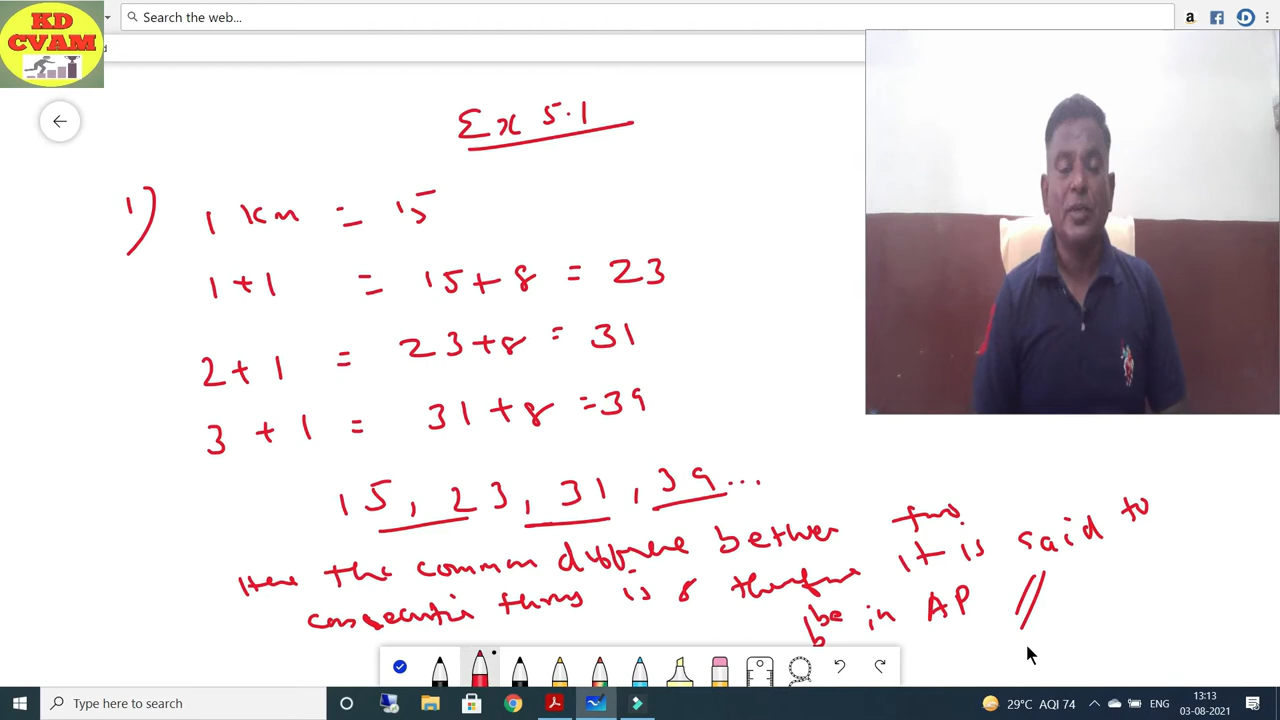 KD
CVAM
Search the web...
Ex 5.1
1) 1 km = 15
1+1 = 15+8 = 23
2+1 = 23+8 = 31
3+1 = 31+8 = 39
15, 23, 31, 39...
Here the common difference between two
consecutive terms is 8 therefore it is said to
be in AP //
Type here to search
29°C AQI 74
ENG
13:13
03-08-2021